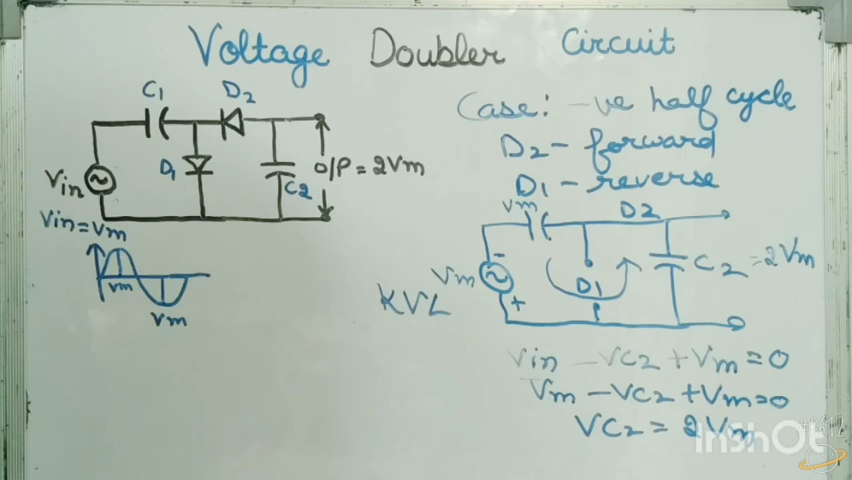 Voltage Doubler Circuit
C1 D2
D1
Vin
C2
O/P = 2Vm
Vin = Vm
Vm
Vm
Case: -ve half cycle
D2 - forward
D1 - reverse
Vm D2
-
Vm
+
D1
C2 = 2Vm
KVL
Vin - VC2 + Vm = 0
Vm - VC2 + Vm = 0
VC2 = 2Vm
InShOt